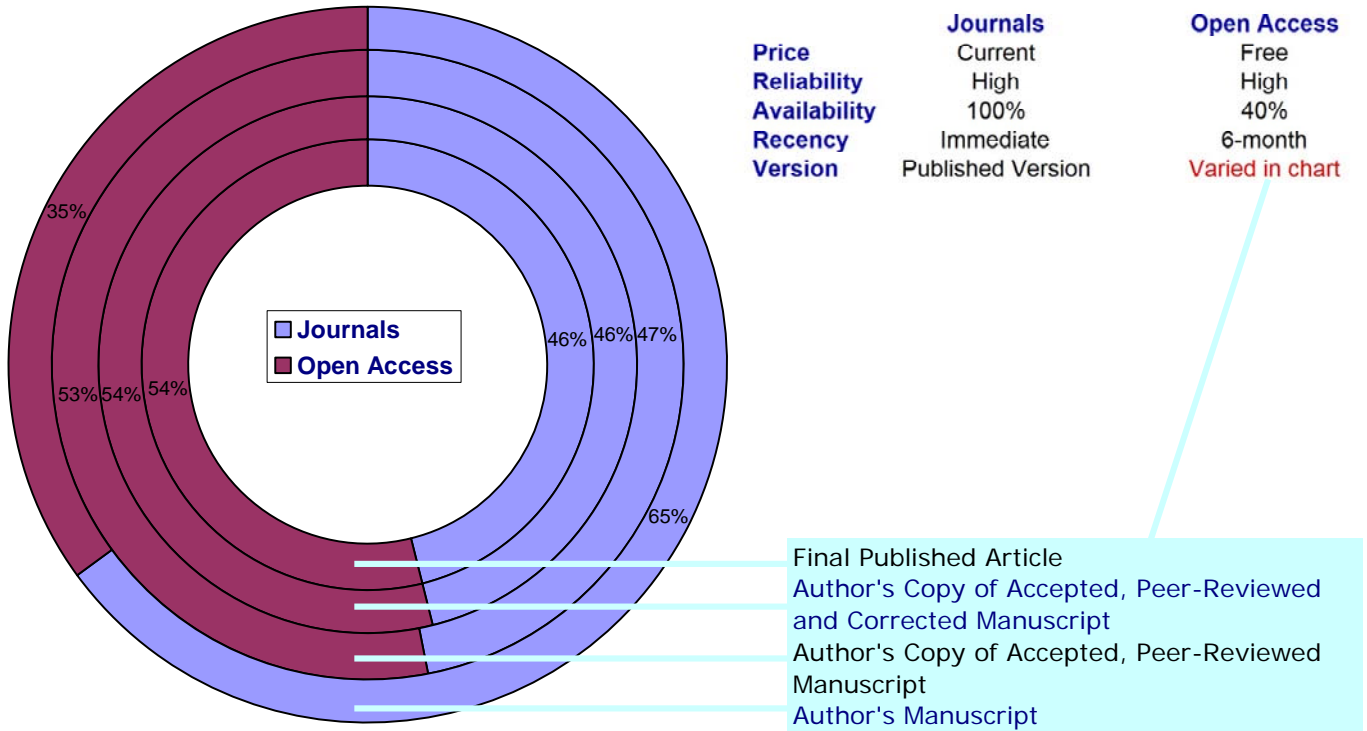 Journals Open Access
Price Current Free
Reliability High High
Availability 100% 40%
Recency Immediate 6-month
Version Published Version Varied in chart
35%
Journals
Open Access
46% 46% 47%
53% 54% 54%
65%
Final Published Article
Author's Copy of Accepted, Peer-Reviewed
and Corrected Manuscript
Author's Copy of Accepted, Peer-Reviewed
Manuscript
Author's Manuscript